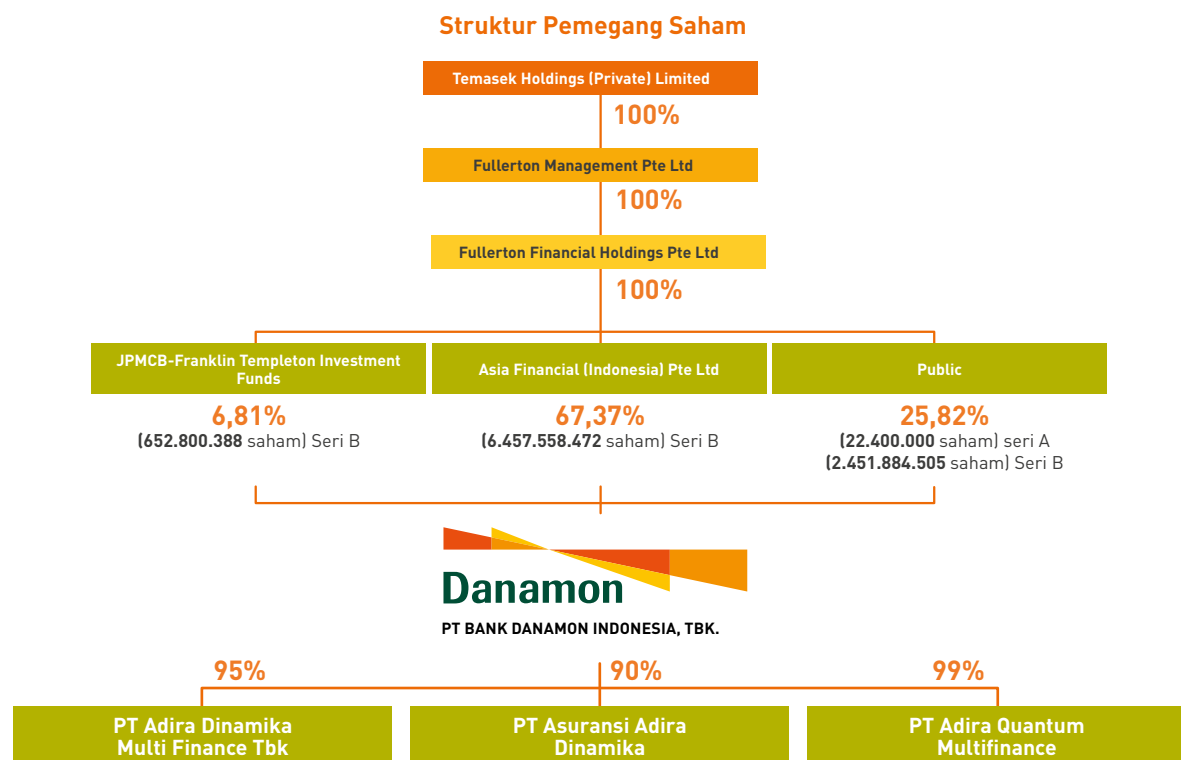 Struktur Pemegang Saham
Temasek Holdings (Private) Limited
100%
Fullerton Management Pte Ltd
100%
Fullerton Financial Holdings Pte Ltd
100%
JPMCB-Franklin Templeton Investment
Funds
Asia Financial (Indonesia) Pte Ltd
Public
6,81%
(652.800.388 saham) Seri B
67,37%
(6.457.558.472 saham) Seri B
25,82%
(22.400.000 saham) seri A
(2.451.884.505 saham) Seri B
Danamon
PT BANK DANAMON INDONESIA, TBK.
95%
90%
99%
PT Adira Dinamika
Multi Finance Tbk
PT Asuransi Adira
Dinamika
PT Adira Quantum
Multifinance